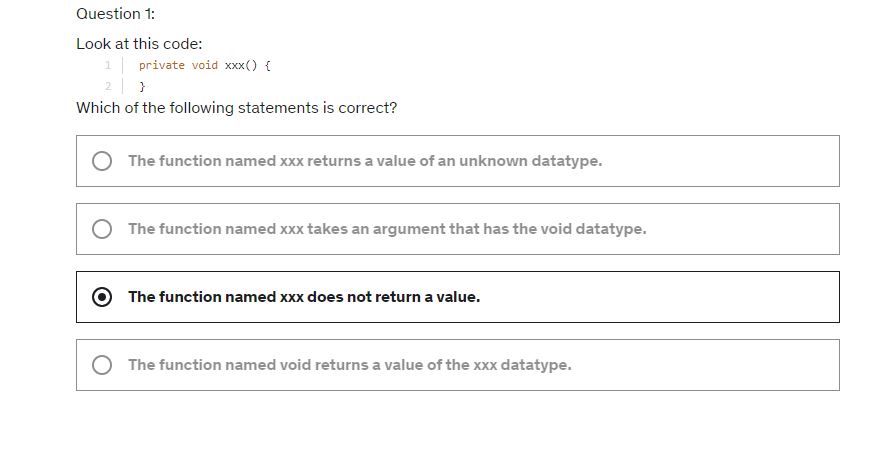 Question 1:
Look at this code:
1 private void xxx() {
2 }
Which of the following statements is correct?
The function named xxx returns a value of an unknown datatype.
The function named xxx takes an argument that has the void datatype.
The function named xxx does not return a value.
The function named void returns a value of the xxx datatype.